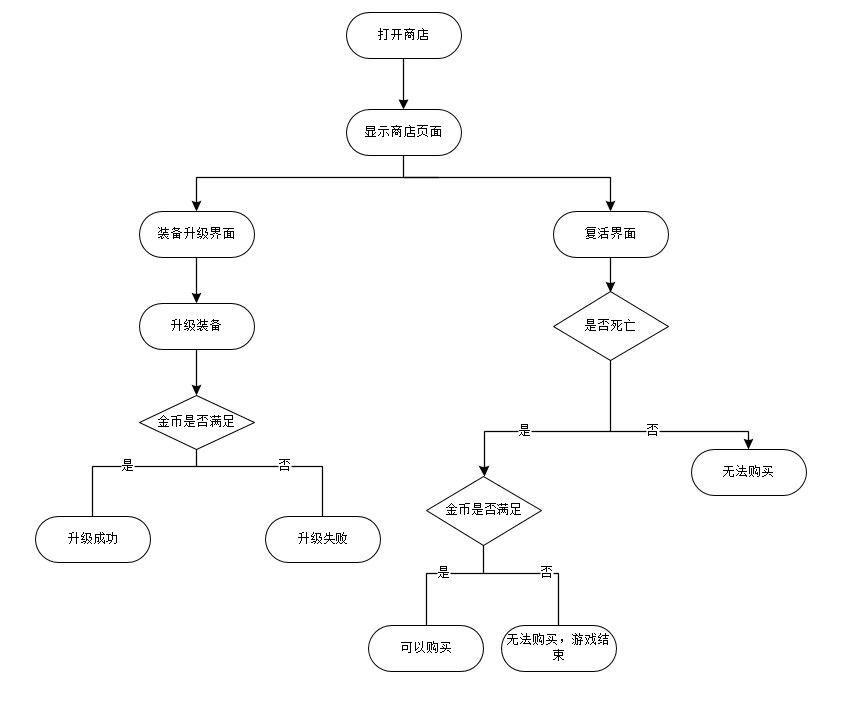 打开商店
显示商店页面
装备升级界面
复活界面
升级装备
是否死亡
金币是否满足
是
否
是
否
无法购买
金币是否满足
升级成功
升级失败
是
否
可以购买
无法购买，游戏结
束